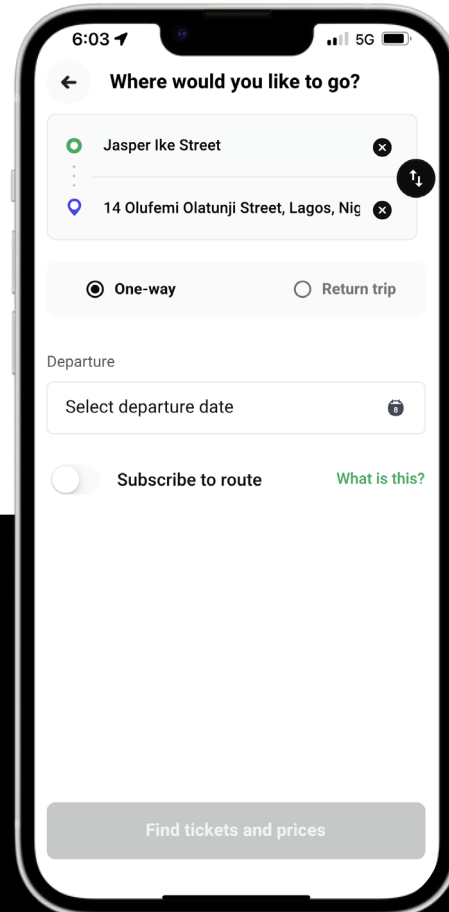 6:03
5G
Where would you like to go?
Jasper Ike Street
14 Olufemi Olatunji Street, Lagos, Nig
One-way
Return trip
Departure
Select departure date
8
Subscribe to route
What is this?
Find tickets and prices